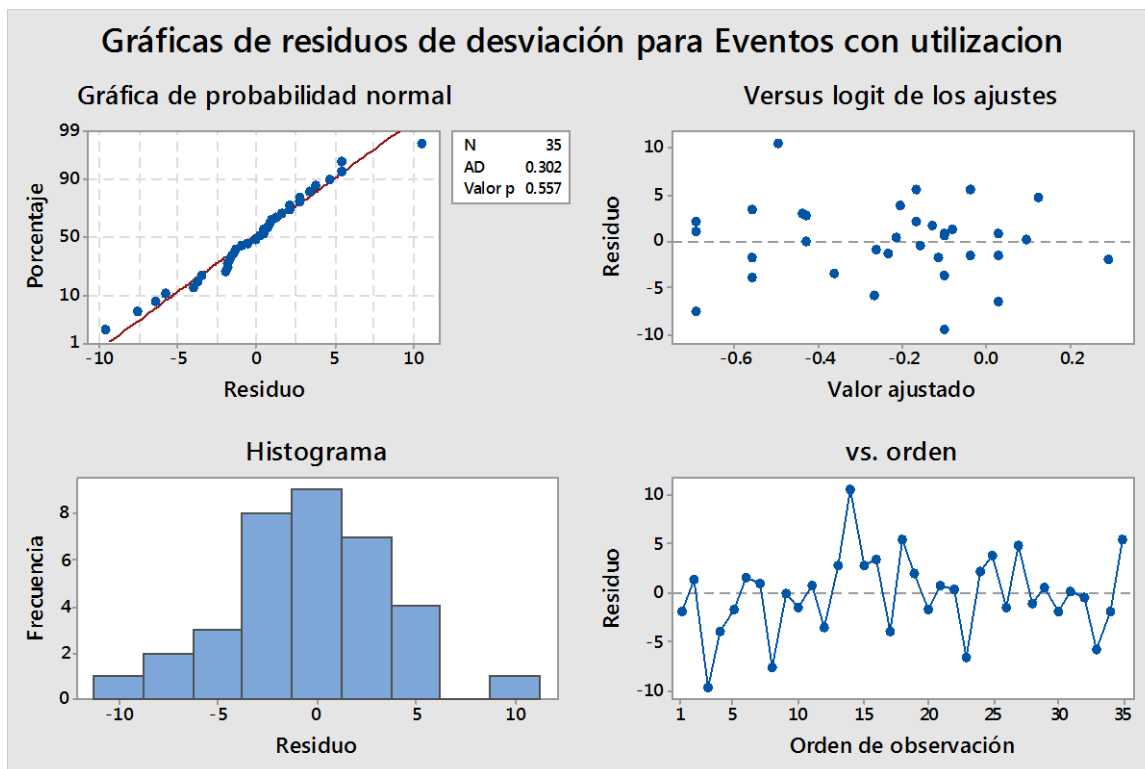 Gráficas de residuos de desviación para Eventos con utilizacion
Gráfica de probabilidad normal
99
90
50
10
1
Porcentaje
-10 -5 0 5 10
Residuo
N 35
AD 0.302
Valor p 0.557
Versus logit de los ajustes
10
5
0
-5
-10
Residuo
-0.6 -0.4 -0.2 0.0 0.2
Valor ajustado
Histograma
8
6
4
2
0
Frecuencia
-10 -5 0 5 10
Residuo
vs. orden
10
5
0
-5
-10
Residuo
1 5 10 15 20 25 30 35
Orden de observación